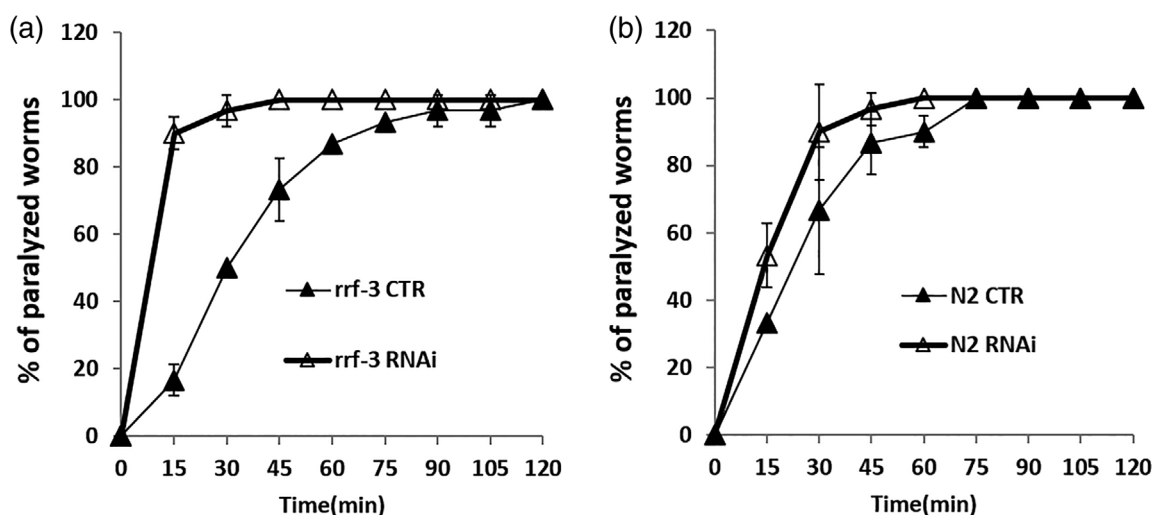 (a)
% of paralyzed worms
120
100
80
60
40
20
0
rrf-3 CTR
rrf-3 RNAi
0 15 30 45 60 75 90 105 120
Time(min)
(b)
% of paralyzed worms
120
100
80
60
40
20
0
N2 CTR
N2 RNAi
0 15 30 45 60 75 90 105 120
Time(min)